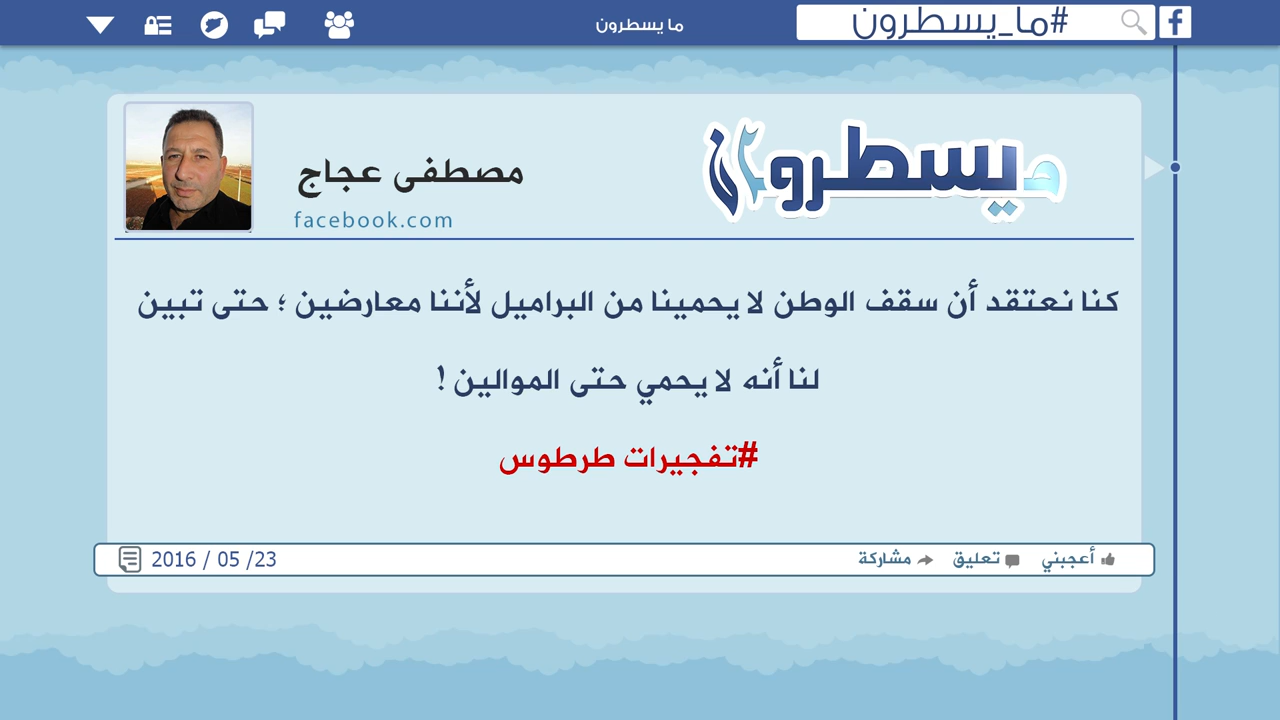 #ما_يسطرون
ما يسطرون
ما يسطرون
مصطفى عجاج
facebook.com
كنا نعتقد أن سقف الوطن لا يحمينا من البراميل لأننا معارضين ؛ حتى تبين
لنا أنه لا يحمي حتى الموالين !
#تفجيرات طرطوس
أعجبني تعليق مشاركة
2016 / 05 /23